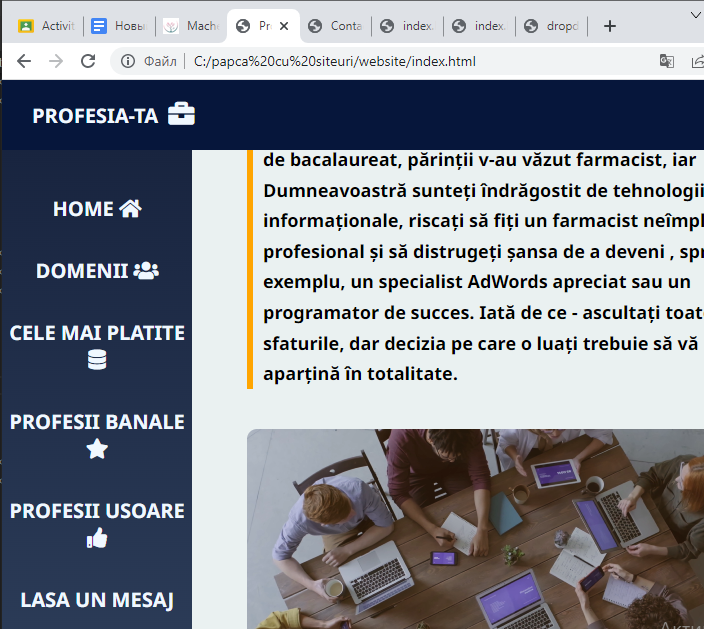 Activit
Новы
Mache
Pro
Conta
index.
index.
dropd
Файл
C:/papca%20cu%20siteuri/website/index.html
PROFESIA-TA
HOME
DOMENII
CELE MAI PLATITE
PROFESII BANALE
PROFESII USOARE
LASA UN MESAJ
de bacalaureat, părinții v-au văzut farmacist, iar
Dumneavoastră sunteți îndrăgostit de tehnologii
informaționale, riscați să fiți un farmacist neîmpl
profesional și să distrugeți șansa de a deveni , spr
exemplu, un specialist AdWords apreciat sau un
programator de succes. Iată de ce - ascultați toat
sfaturile, dar decizia pe care o luați trebuie să vă
aparțină în totalitate.